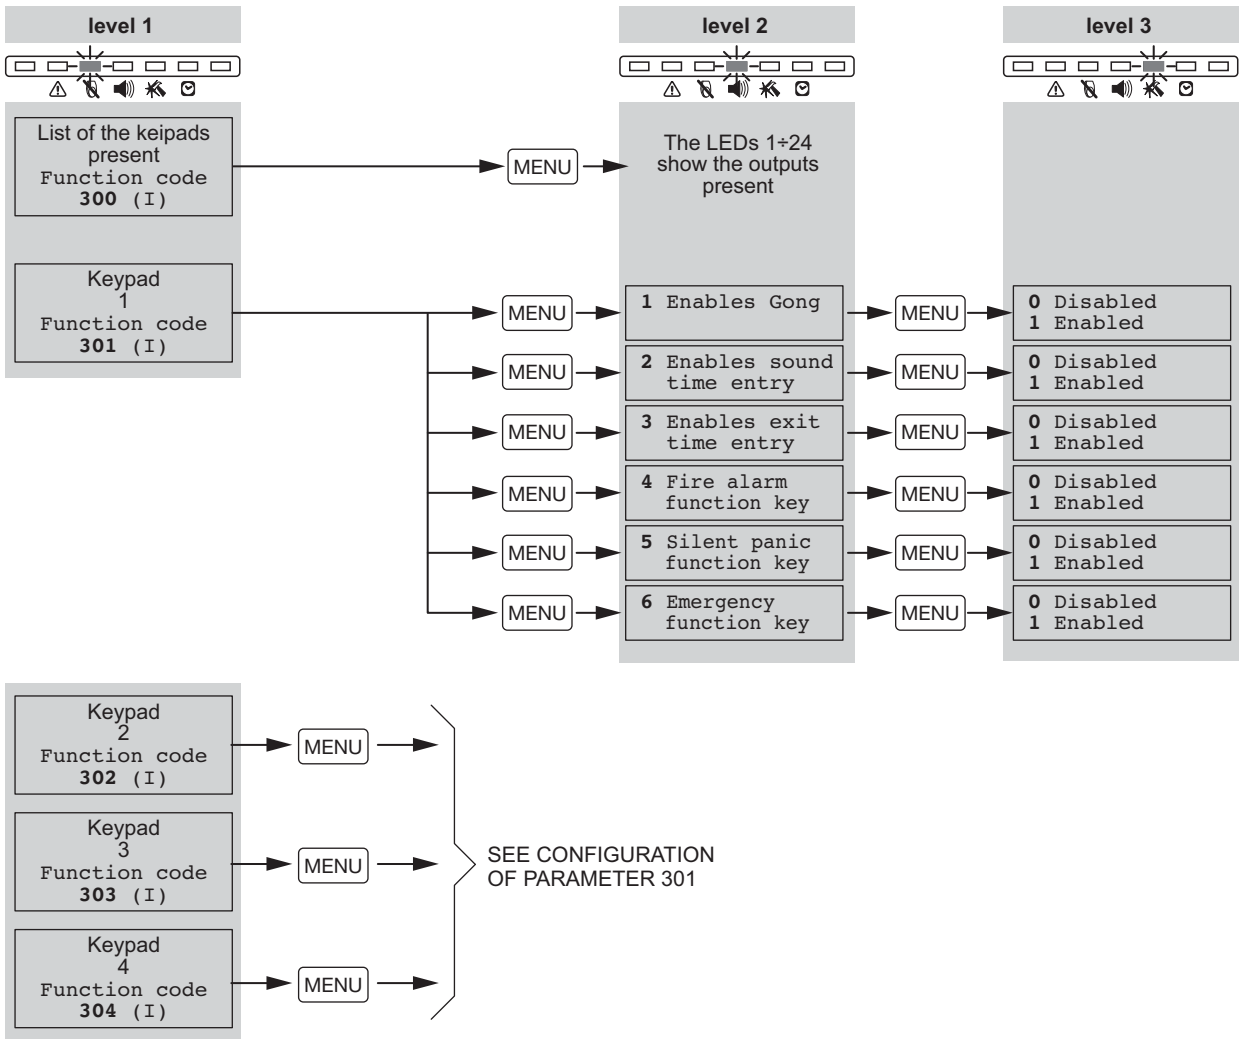 level 1
level 2
level 3
List of the keipads
present
Function code
300 (I)
MENU
The LEDs 1÷24
show the outputs
present
Keypad
1
Function code
301 (I)
MENU
1 Enables Gong
MENU
0 Disabled
1 Enabled
MENU
2 Enables sound
time entry
MENU
0 Disabled
1 Enabled
MENU
3 Enables exit
time entry
MENU
0 Disabled
1 Enabled
MENU
4 Fire alarm
function key
MENU
0 Disabled
1 Enabled
MENU
5 Silent panic
function key
MENU
0 Disabled
1 Enabled
MENU
6 Emergency
function key
MENU
0 Disabled
1 Enabled
Keypad
2
Function code
302 (I)
MENU
Keypad
3
Function code
303 (I)
MENU
SEE CONFIGURATION
OF PARAMETER 301
Keypad
4
Function code
304 (I)
MENU